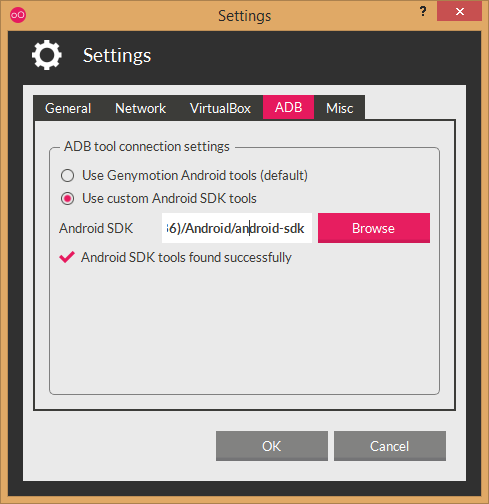 Settings
?
x
Settings
General Network VirtualBox ADB Misc
ADB tool connection settings
Use Genymotion Android tools (default)
Use custom Android SDK tools
Android SDK 36)/Android/android-sdk Browse
Android SDK tools found successfully
OK Cancel